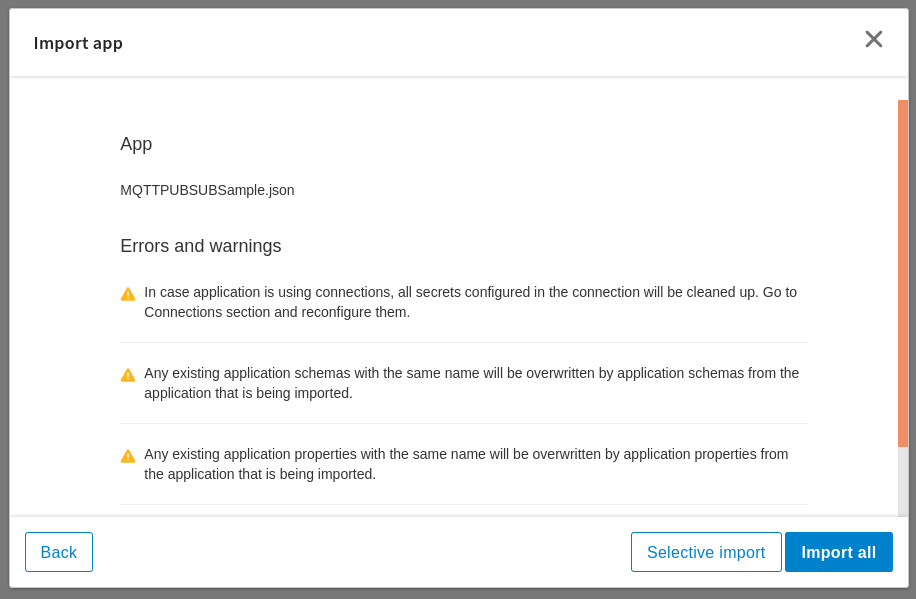 Import app
App
MQTTPUBSUBSample.json
Errors and warnings
In case application is using connections, all secrets configured in the connection will be cleaned up. Go to
Connections section and reconfigure them.
Any existing application schemas with the same name will be overwritten by application schemas from the
application that is being imported.
Any existing application properties with the same name will be overwritten by application properties from
the application that is being imported.
Back
Selective import
Import all